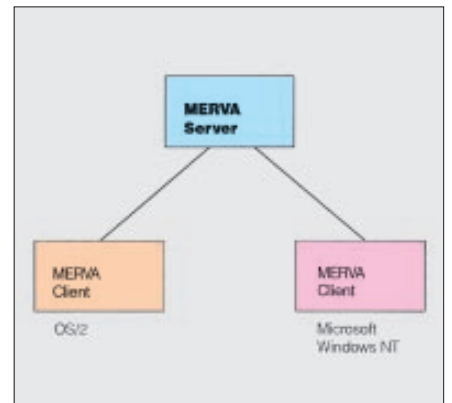 MERVA
Server
MERVA
Client
OS/2
MERVA
Client
Microsoft
Windows NT